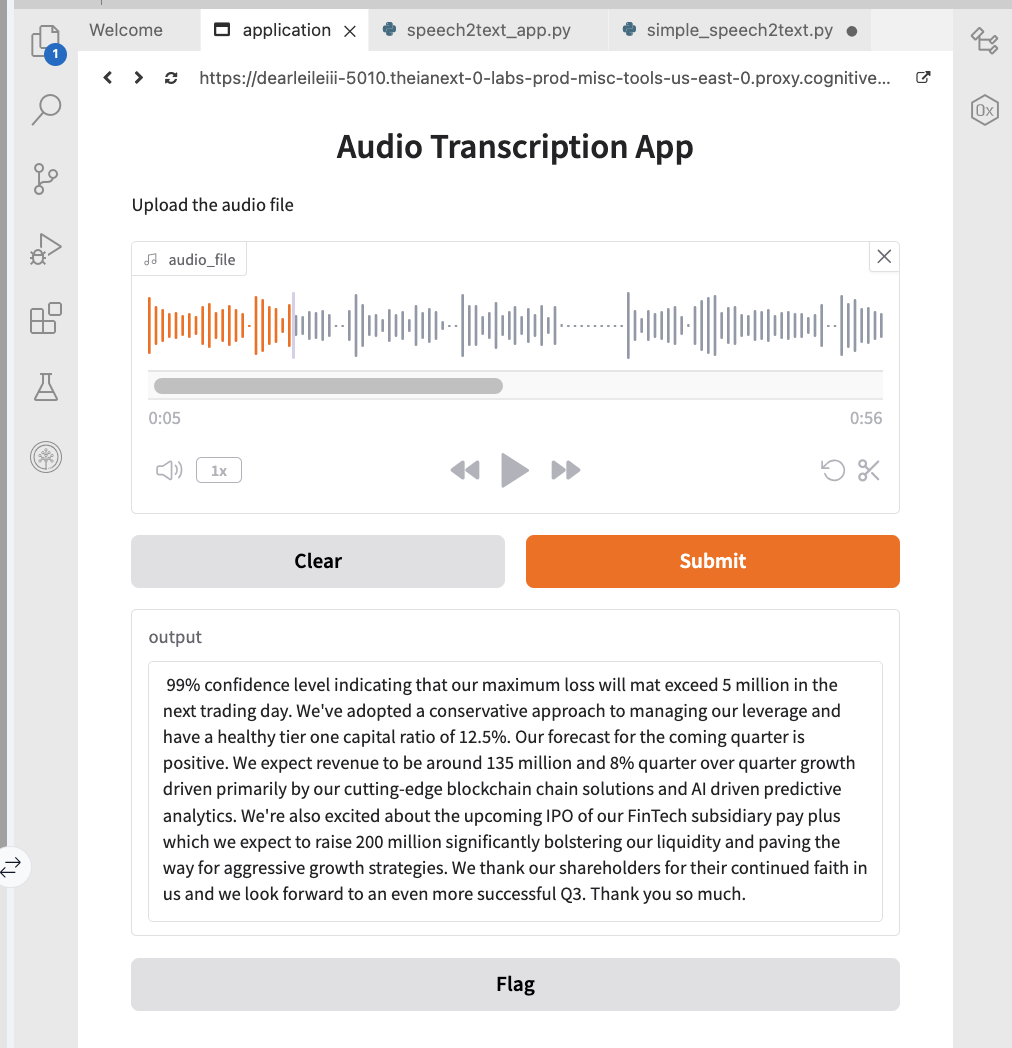 Welcome
application
speech2text_app.py
simple_speech2text.py
1
https://dearleileiii-5010.theianext-0-labs-prod-misc-tools-us-east-0.proxy.cognitive...
0x
Audio Transcription App
Upload the audio file
audio_file
0:05
0:56
1x
Clear
Submit
output
99% confidence level indicating that our maximum loss will mat exceed 5 million in the
next trading day. We've adopted a conservative approach to managing our leverage and
have a healthy tier one capital ratio of 12.5%. Our forecast for the coming quarter is
positive. We expect revenue to be around 135 million and 8% quarter over quarter growth
driven primarily by our cutting-edge blockchain chain solutions and AI driven predictive
analytics. We're also excited about the upcoming IPO of our FinTech subsidiary pay plus
which we expect to raise 200 million significantly bolstering our liquidity and paving the
way for aggressive growth strategies. We thank our shareholders for their continued faith in
us and we look forward to an even more successful Q3. Thank you so much.
Flag